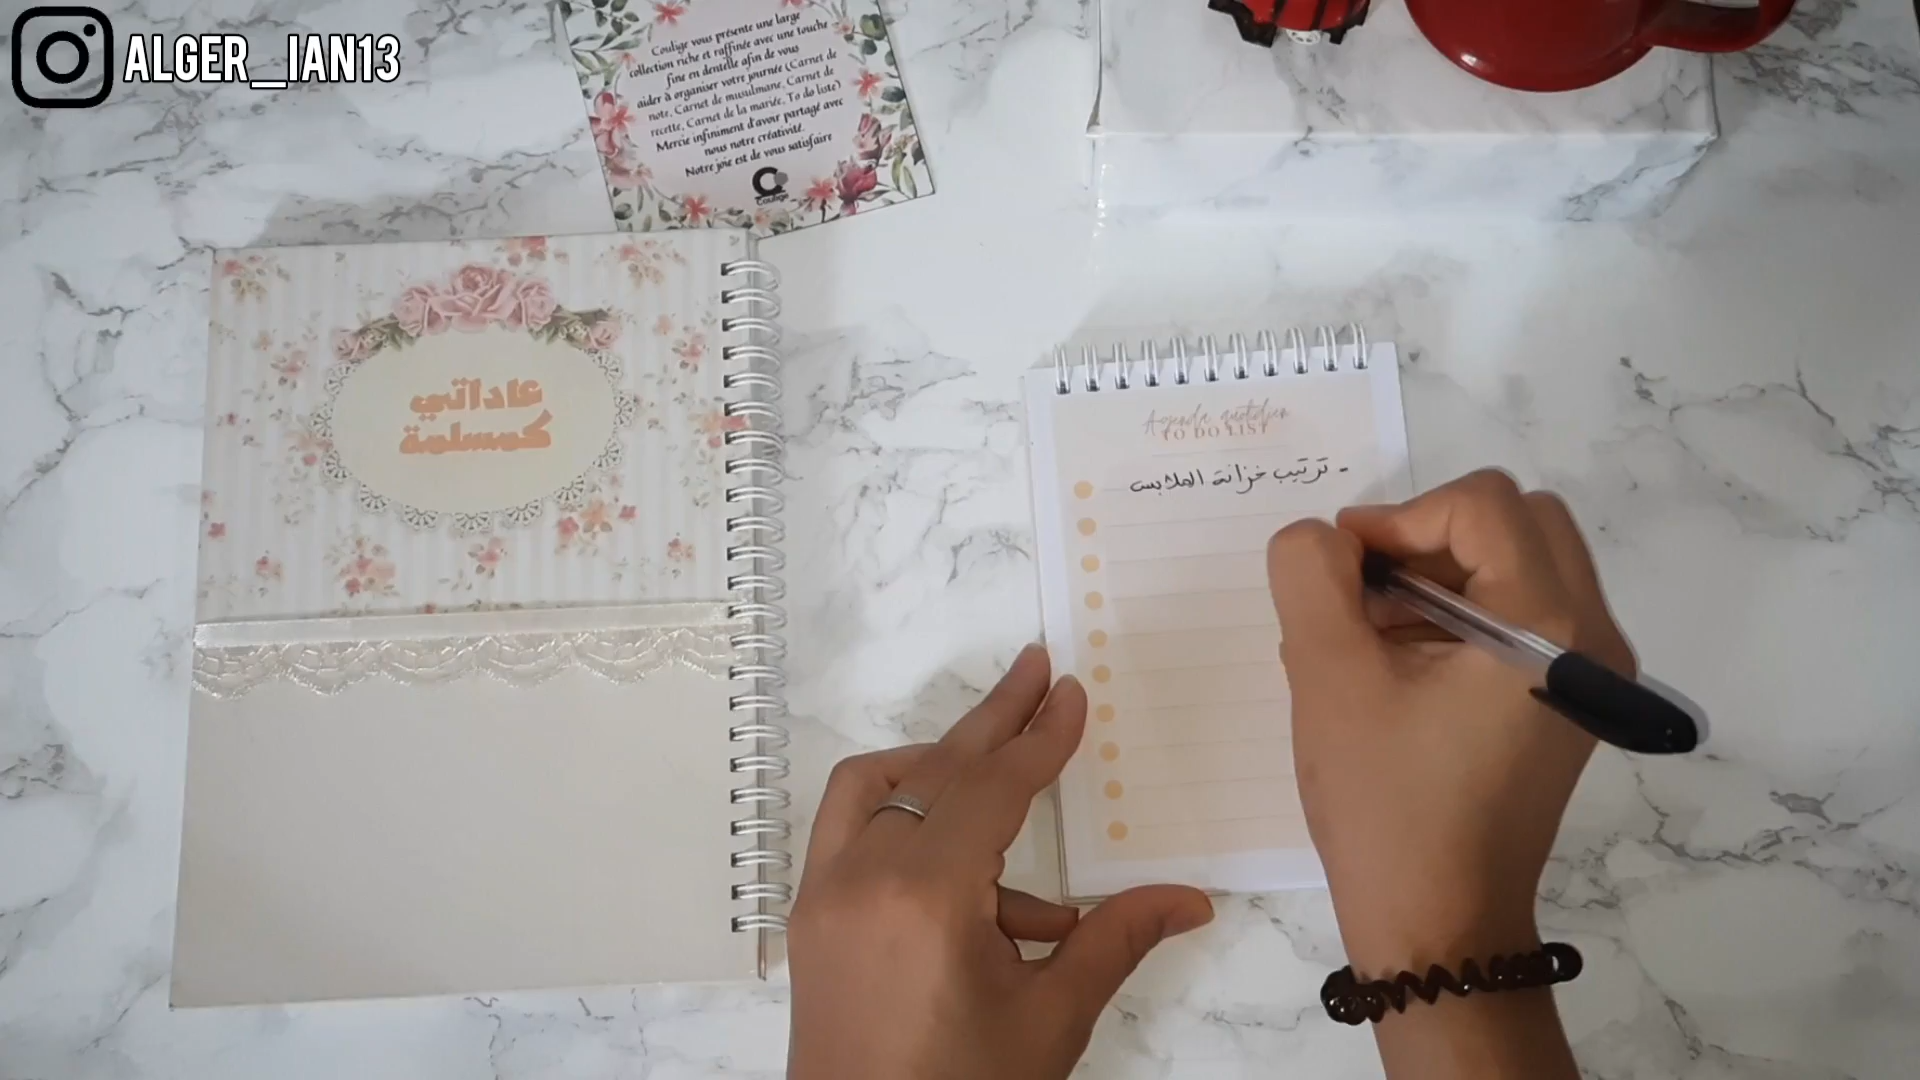 ALGER_IAN13
Coulige vous présente une large
collection riche et raffinée avec une touche
fine en dentelle afin de vous
aider à organiser votre journée (Carnet de
note, Carnet de musulmane, Carnet de
recette, Carnet de la mariée, To do liste)
Mercie infiniment d'avoir partagé avec
nous notre créativité.
Notre joie est de vous satisfaire
Coulige
عاداتي
كمسلمة
Agenda quotidien
TO DO LIST
- ترتيب خزانة الملابس